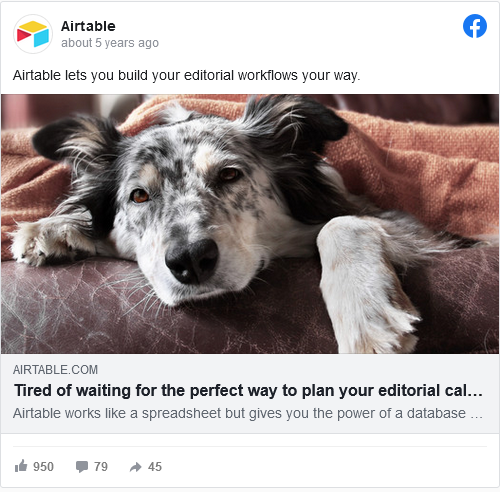 Airtable
about 5 years ago
Airtable lets you build your editorial workflows your way.
AIRTABLE.COM
Tired of waiting for the perfect way to plan your editorial cal...
Airtable works like a spreadsheet but gives you the power of a database ...
950 79 45